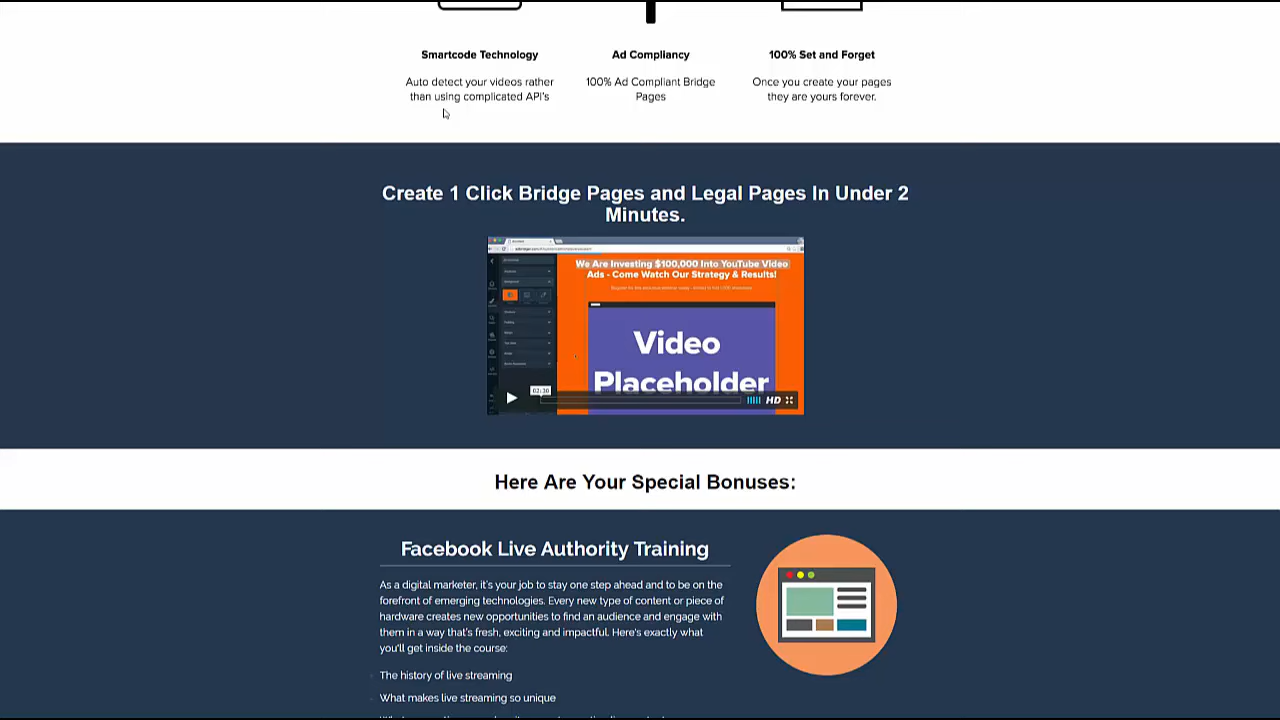 Smartcode Technology
Auto detect your videos rather
than using complicated API's
Ad Compliancy
100% Ad Compliant Bridge
Pages
100% Set and Forget
Once you create your pages
they are yours forever.
Create 1 Click Bridge Pages and Legal Pages In Under 2
Minutes.
We Are Investing $100,000 Into YouTube Video
Ads - Come Watch Our Strategy & Results!
Video
Placeholder
02:30
HD
Here Are Your Special Bonuses:
Facebook Live Authority Training
As a digital marketer, it's your job to stay one step ahead and to be on the
forefront of emerging technologies. Every new type of content or piece of
hardware creates new opportunities to find an audience and engage with
them in a way that's fresh, exciting and impactful. Here's exactly what
you'll get inside the course:
The history of live streaming
What makes live streaming so unique